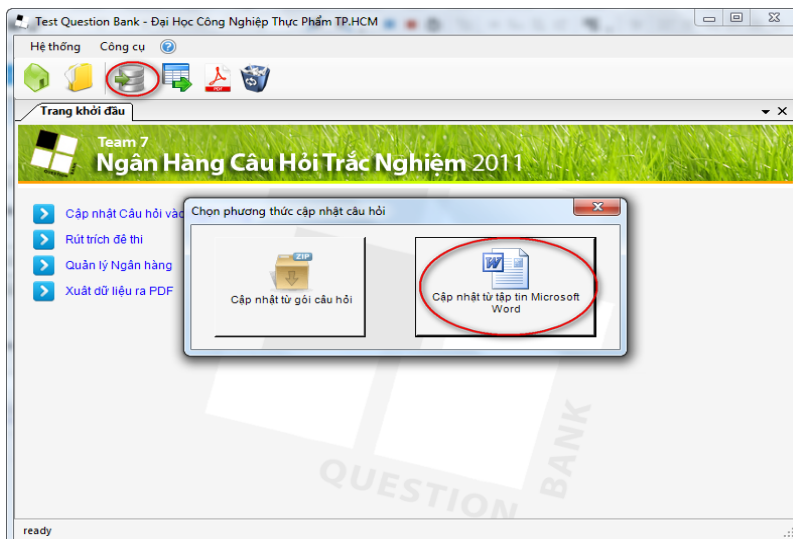 Test Question Bank - Đại Học Công Nghiệp Thực Phẩm TP.HCM
Hệ thống Công cụ ?
PDF
Trang khởi đầu
Team 7
Ngân Hàng Câu Hỏi Trắc Nghiệm 2011
Cập nhật Câu hỏi vào
Rút trích đề thi
Quản lý Ngân hàng
Xuất dữ liệu ra PDF
Chọn phương thức cập nhật câu hỏi
ZIP
Cập nhật từ gói câu hỏi
W
Cập nhật từ tập tin Microsoft
Word
QUESTION
BANK
ready